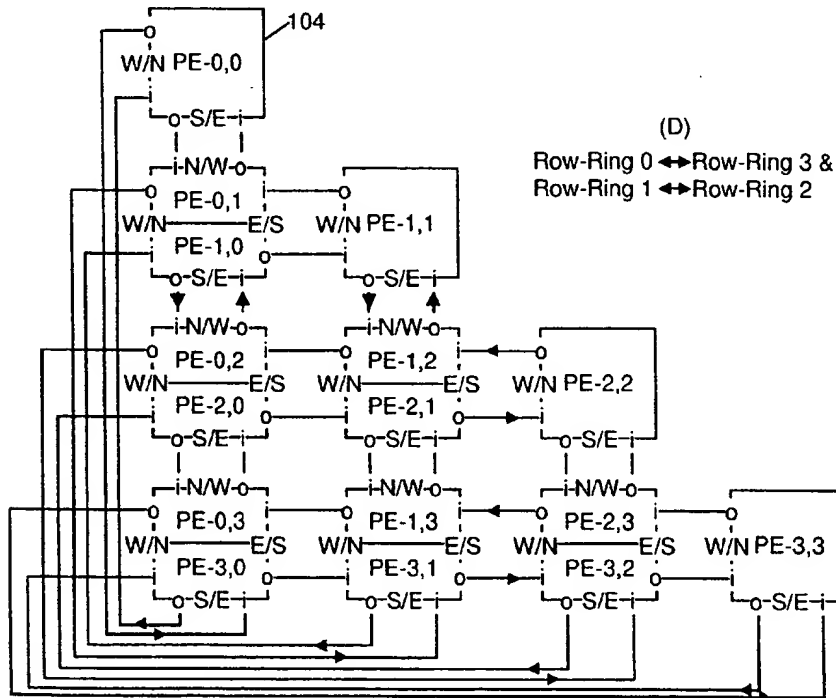 104
o
W/N PE-0,0
i
o-S/E-i
(D)
Row-Ring 0 ↔ Row-Ring 3 &
Row-Ring 1 ↔ Row-Ring 2
i-N/W-o
o PE-0,1 i o
W/N E/S W/N PE-1,1
i PE-1,0 o i
o-S/E-i o-S/E-i
i-N/W-o i-N/W-o
o PE-0,2 i o PE-1,2 i o
W/N E/S W/N E/S W/N PE-2,2
i PE-2,0 o i PE-2,1 o i
o-S/E-i o-S/E-i o-S/E-i
i-N/W-o i-N/W-o i-N/W-o
o PE-0,3 i o PE-1,3 i o PE-2,3 i o
W/N E/S W/N E/S W/N E/S W/N PE-3,3
i PE-3,0 o i PE-3,1 o i PE-3,2 o i
o-S/E-i o-S/E-i o-S/E-i o-S/E-i